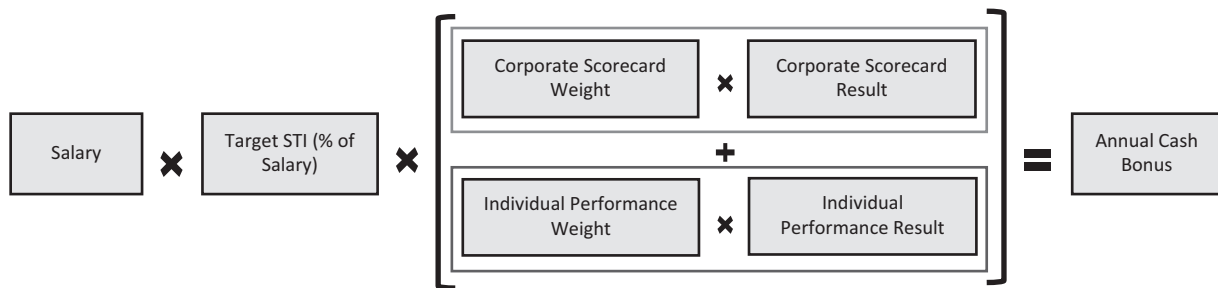 Salary
×
Target STI (% of
Salary)
×
[
Corporate Scorecard
Weight
×
Corporate Scorecard
Result
+
Individual Performance
Weight
×
Individual
Performance Result
]
=
Annual Cash
Bonus